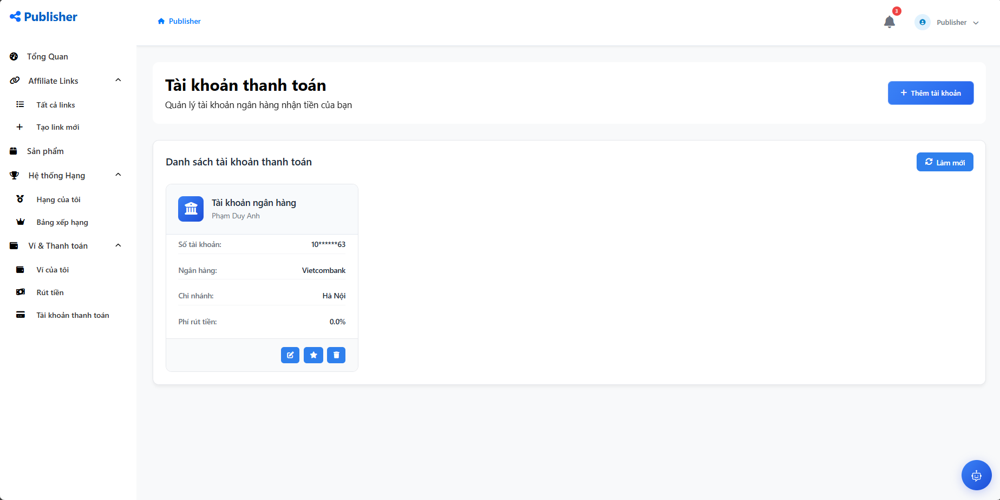 Publisher
Publisher
3
Publisher
Tổng Quan
Affiliate Links
Tất cả links
Tạo link mới
Sản phẩm
Hệ thống Hạng
Hạng của tôi
Bảng xếp hạng
Ví & Thanh toán
Ví của tôi
Rút tiền
Tài khoản thanh toán
Tài khoản thanh toán
Quản lý tài khoản ngân hàng nhận tiền của bạn
Thêm tài khoản
Danh sách tài khoản thanh toán
Làm mới
Tài khoản ngân hàng
Phạm Duy Anh
Số tài khoản: 10******63
Ngân hàng: Vietcombank
Chi nhánh: Hà Nội
Phí rút tiền: 0.0%